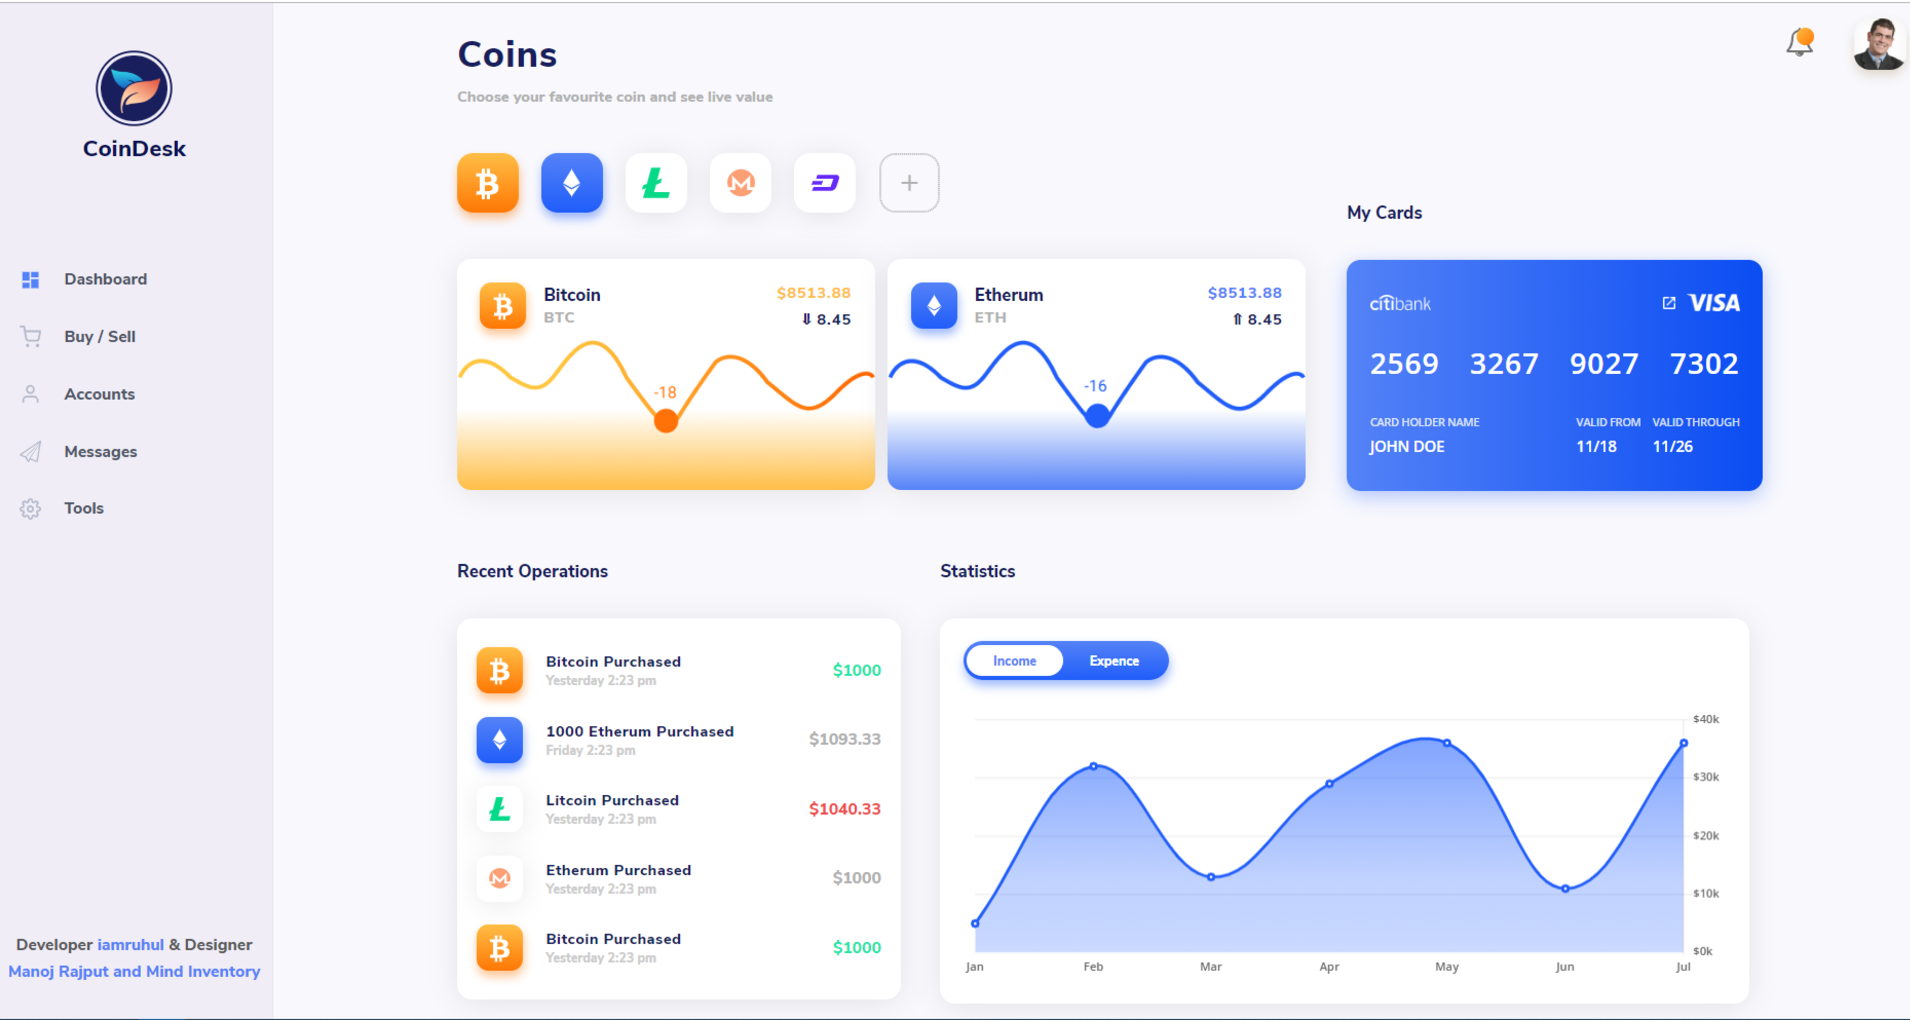 CoinDesk
Dashboard
Buy / Sell
Accounts
Messages
Tools
Developer iamruhul & Designer
Manoj Rajput and Mind Inventory
Coins
Choose your favourite coin and see live value
Bitcoin
BTC
$8513.88
⇓ 8.45
-18
Etherum
ETH
$8513.88
⇑ 8.45
-16
My Cards
citibank
VISA
2569 3267 9027 7302
CARD HOLDER NAME
JOHN DOE
VALID FROM
11/18
VALID THROUGH
11/26
Recent Operations
Bitcoin Purchased
Yesterday 2:23 pm
$1000
1000 Etherum Purchased
Friday 2:23 pm
$1093.33
Litcoin Purchased
Yesterday 2:23 pm
$1040.33
Etherum Purchased
Yesterday 2:23 pm
$1000
Bitcoin Purchased
Yesterday 2:23 pm
$1000
Statistics
Income Expence
$40k
$30k
$20k
$10k
$0k
Jan Feb Mar Apr May Jun Jul